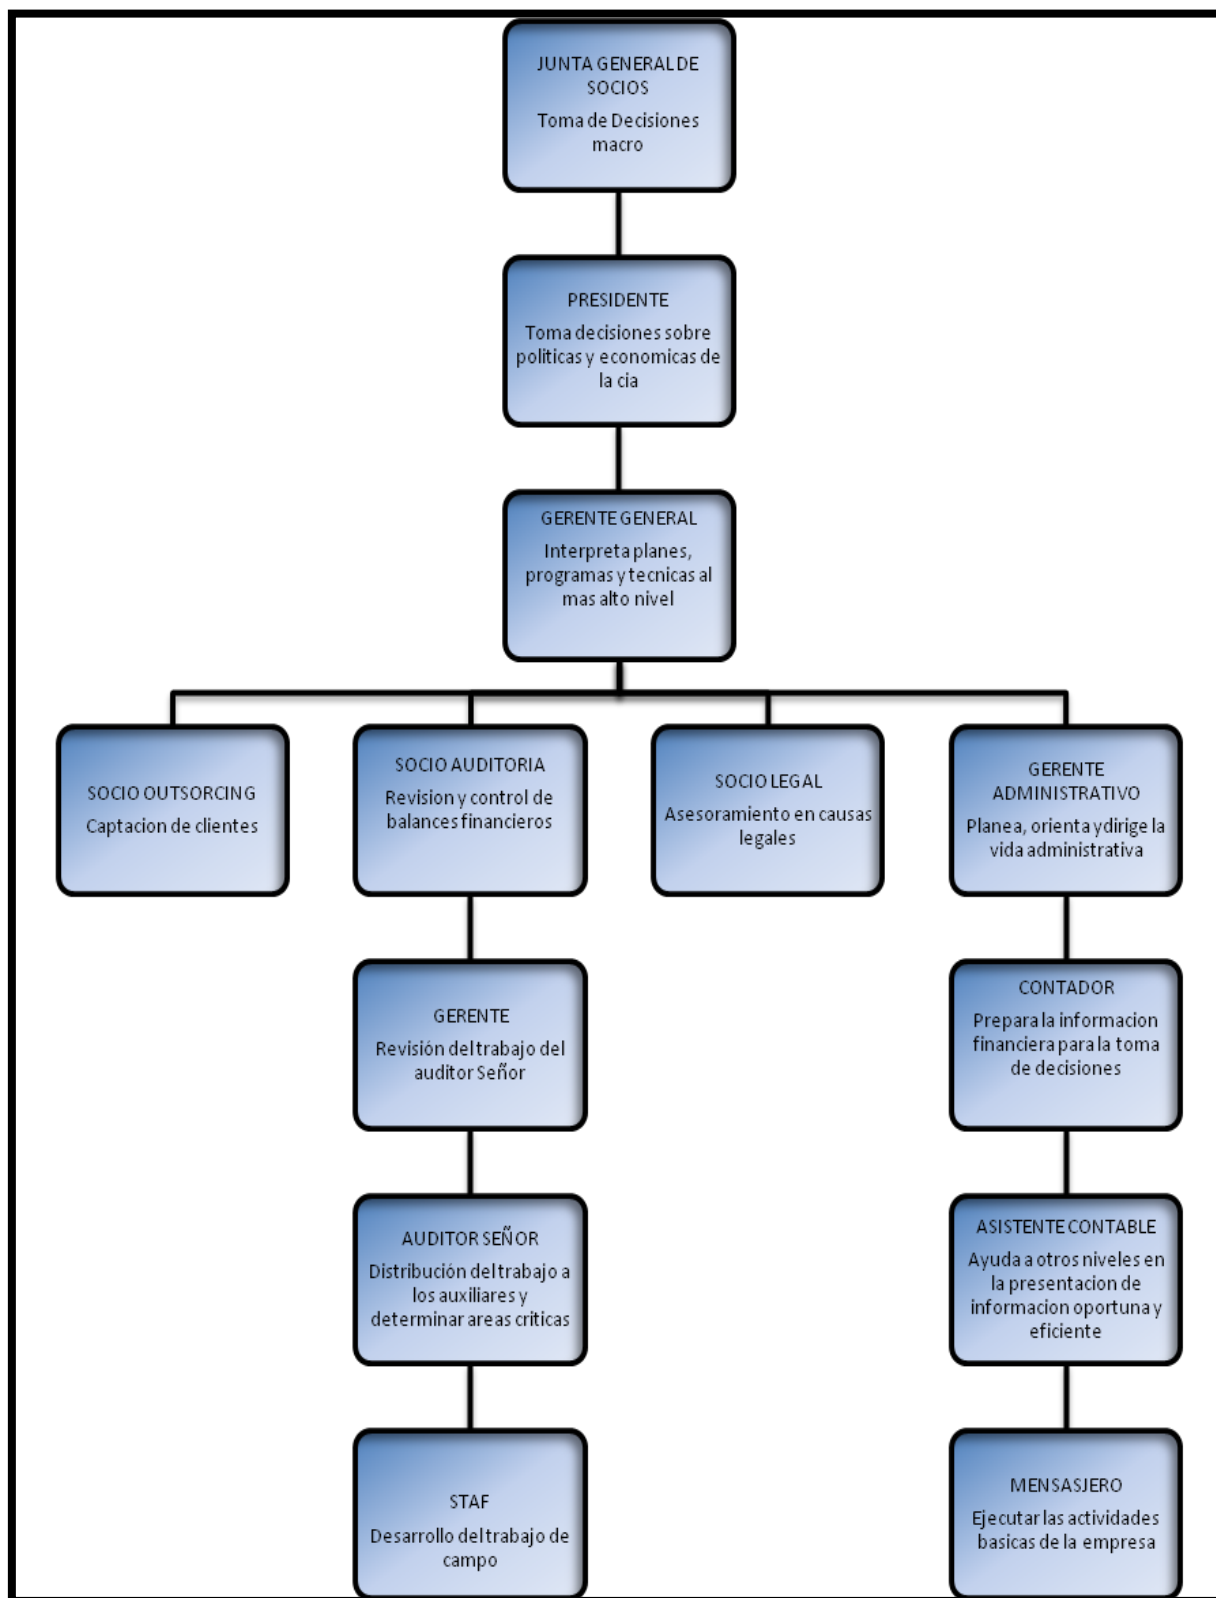 JUNTA GENERAL DE
SOCIOS
Toma de Decisiones
macro
PRESIDENTE
Toma decisiones sobre
politicas y economicas de
la cia
GERENTE GENERAL
Interpreta planes,
programas y tecnicas al
mas alto nivel
SOCIO OUTSORCING
Captacion de clientes
SOCIO AUDITORIA
Revision y control de
balances financieros
SOCIO LEGAL
Asesoramiento en causas
legales
GERENTE
ADMINISTRATIVO
Planea, orienta ydirige la
vida administrativa
GERENTE
Revisión del trabajo del
auditor Señor
CONTADOR
Prepara la informacion
financiera para la toma
de decisiones
AUDITOR SEÑOR
Distribución del trabajo a
los auxiliares y
determinar areas criticas
ASISTENTE CONTABLE
Ayuda a otros niveles en
la presentacion de
informacion oportuna y
eficiente
STAF
Desarrollo del trabajo de
campo
MENSASJERO
Ejecutar las actividades
basicas de la empresa